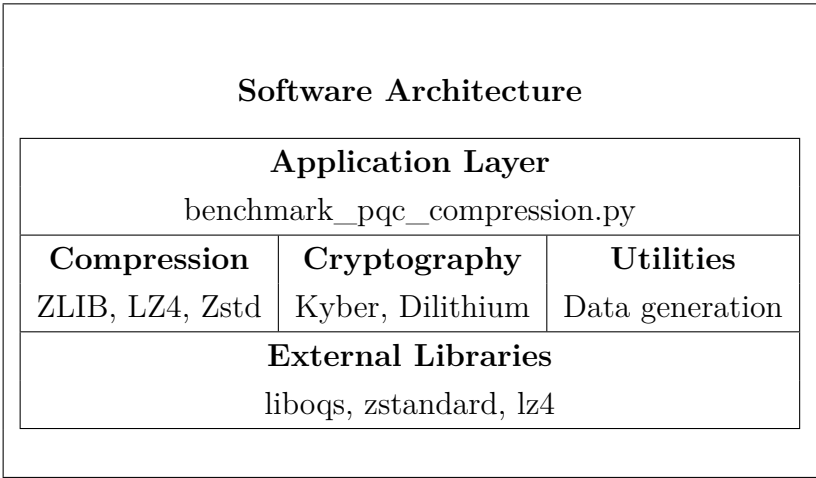 Software Architecture
Application Layer
benchmark_pqc_compression.py
Compression Cryptography Utilities
ZLIB, LZ4, Zstd Kyber, Dilithium Data generation
External Libraries
liboqs, zstandard, lz4